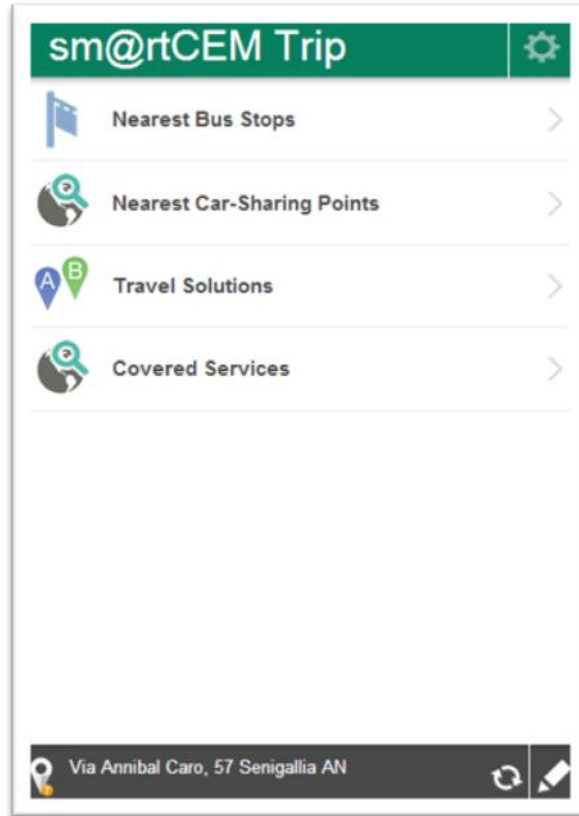 sm@rtCEM Trip
Nearest Bus Stops
Nearest Car-Sharing Points
A B
Travel Solutions
Covered Services
Via Annibal Caro, 57 Senigallia AN